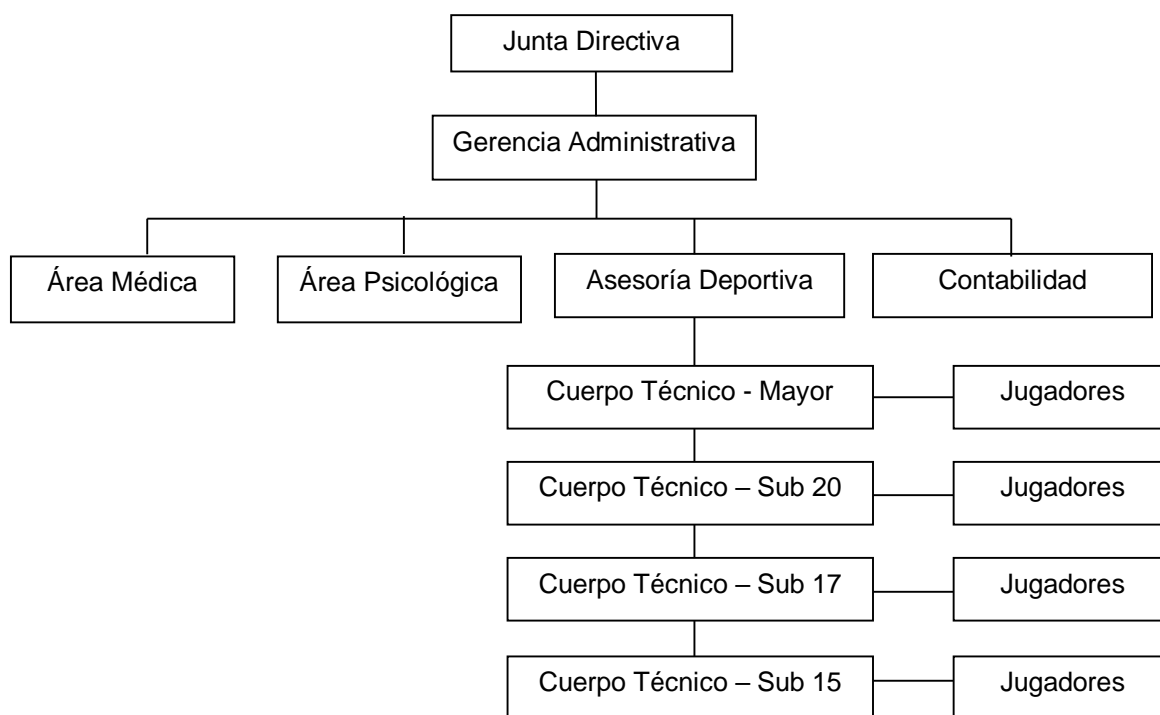 Junta Directiva
Gerencia Administrativa
Área Médica
Área Psicológica
Asesoría Deportiva
Contabilidad
Cuerpo Técnico - Mayor
Jugadores
Cuerpo Técnico – Sub 20
Jugadores
Cuerpo Técnico – Sub 17
Jugadores
Cuerpo Técnico – Sub 15
Jugadores